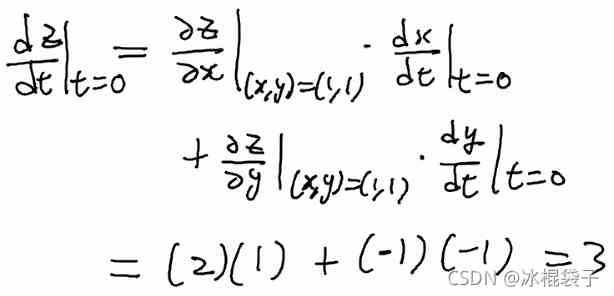 dz/dt|t=0 = ∂z/∂x|(x,y)=(1,1) · dx/dt|t=0
+ ∂z/∂y|(x,y)=(1,1) · dy/dt|t=0
= (2)(1) + (-1)(-1) = 3
CSDN @冰棍袋子